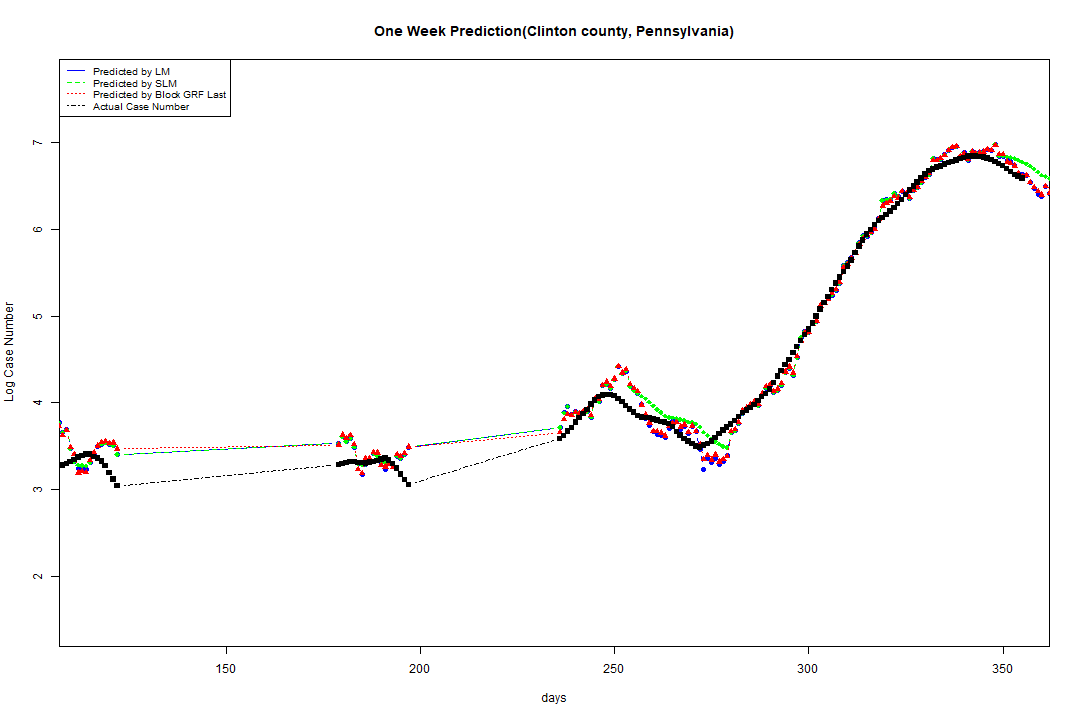 One Week Prediction(Clinton county, Pennsylvania)
Predicted by LM
Predicted by SLM
Predicted by Block GRF Last
Actual Case Number
7
6
5
4
3
2
Log Case Number
150 200 250 300 350
days